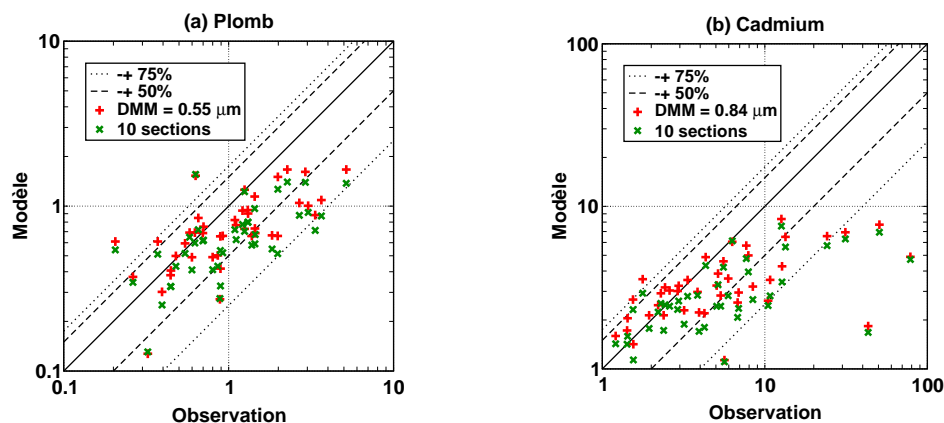 (a) Plomb
10
1
0.1
0.1
1
10
Modèle
Observation
-+ 75%
-+ 50%
DMM = 0.55 µm
10 sections
(b) Cadmium
100
10
1
1
10
100
Modèle
Observation
-+ 75%
-+ 50%
DMM = 0.84 µm
10 sections